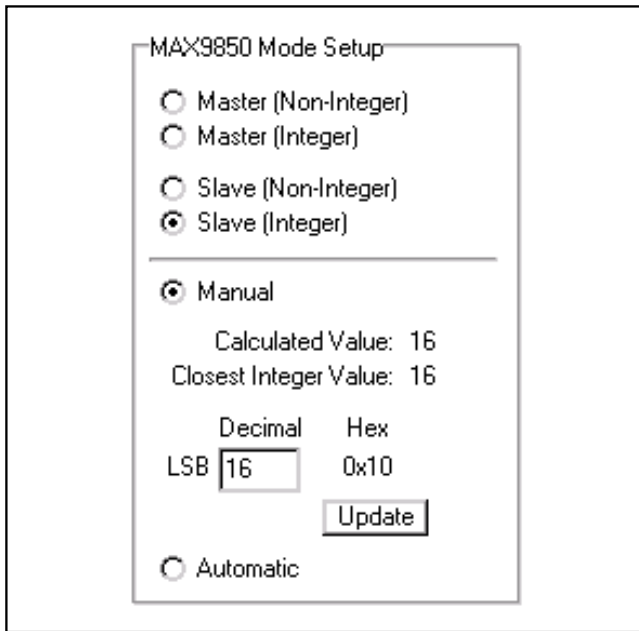 MAX9850 Mode Setup
Master (Non-Integer)
Master (Integer)
Slave (Non-Integer)
Slave (Integer)
Manual
Calculated Value: 16
Closest Integer Value: 16
Decimal Hex
LSB 16 0x10
Update
Automatic